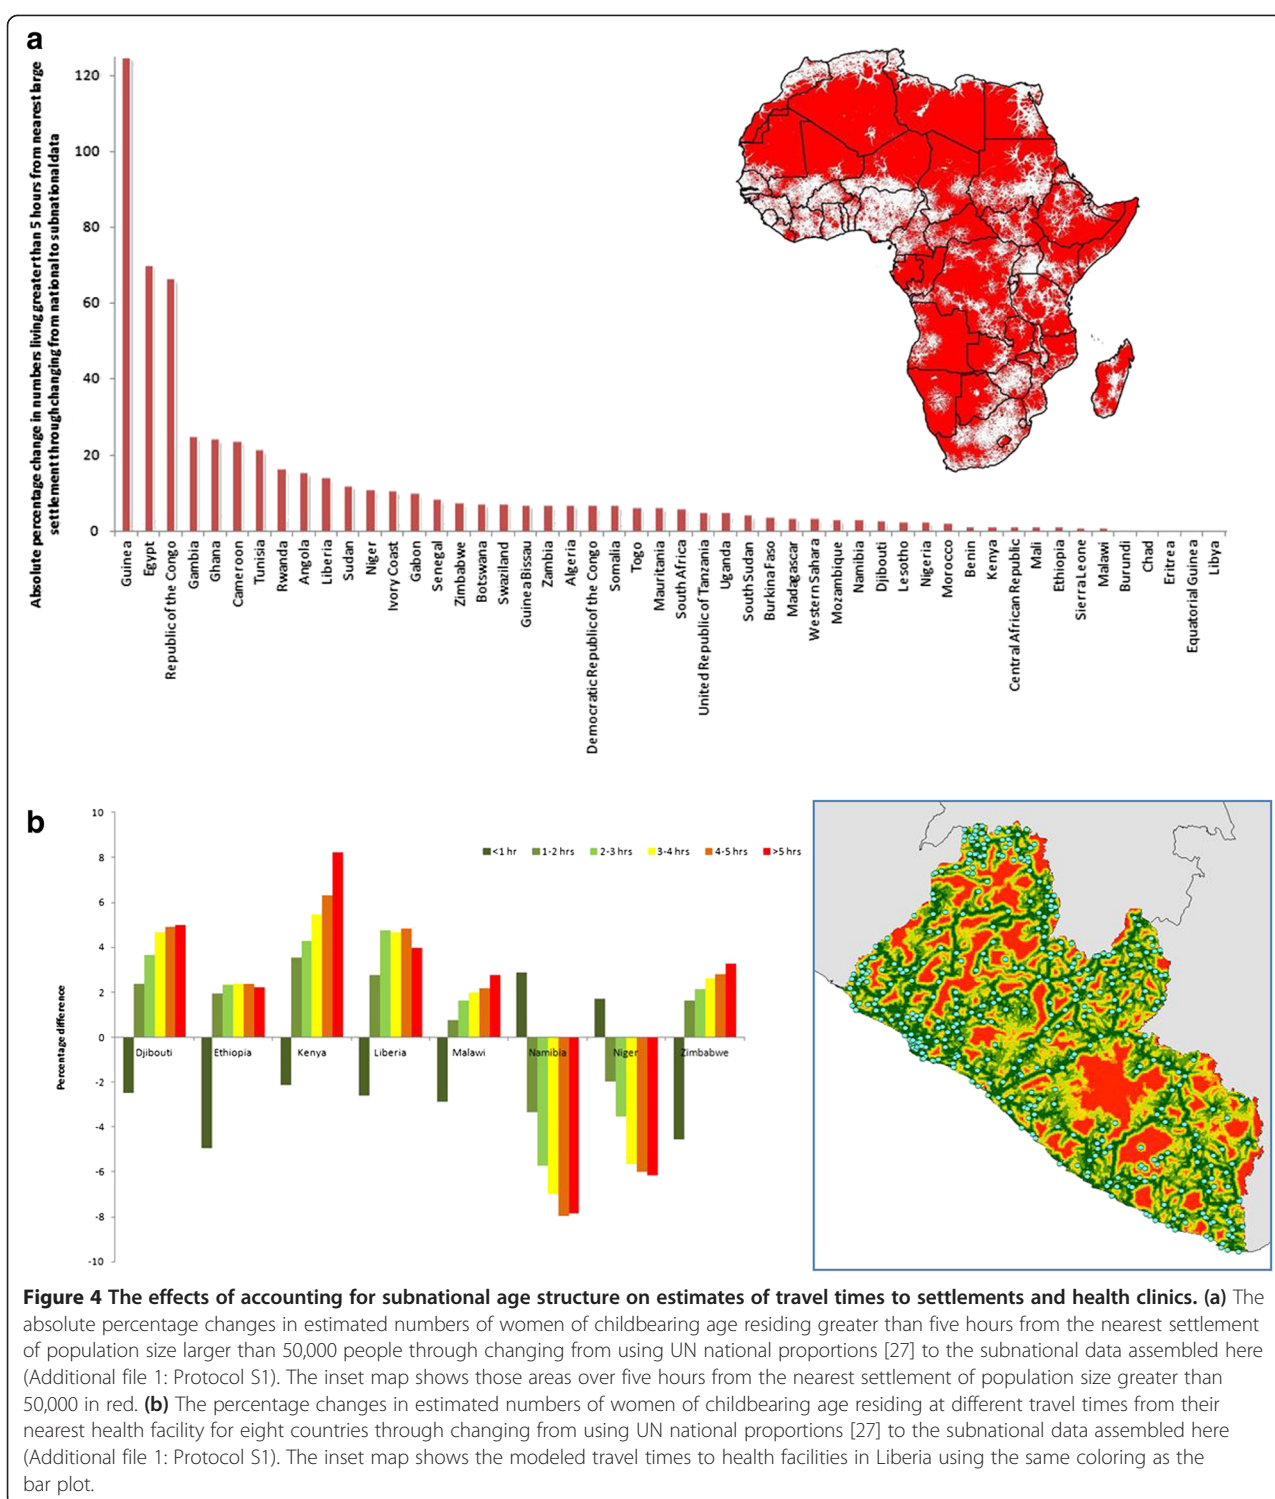 a
Absolute percentage change in numbers living greater than 5 hours from nearest large
settlement through changing from national to subnational data
120
100
80
60
40
20
0
Guinea
Egypt
Republic of the Congo
Gambia
Ghana
Cameroon
Tunisia
Rwanda
Angola
Liberia
Sudan
Niger
Ivory Coast
Gabon
Senegal
Zimbabwe
Botswana
Swaziland
Guinea Bissau
Zambia
Algeria
Democratic Republic of the Congo
Somalia
Togo
Mauritania
South Africa
United Republic of Tanzania
Uganda
South Sudan
Burkina Faso
Madagascar
Western Sahara
Mozambique
Namibia
Djibouti
Lesotho
Nigeria
Morocco
Benin
Kenya
Central African Republic
Mali
Ethiopia
Sierra Leone
Malawi
Burundi
Chad
Eritrea
Equatorial Guinea
Libya
b
Percentage difference
10
8
6
4
2
0
-2
-4
-6
-8
-10
<1 hr 1-2 hrs 2-3 hrs 3-4 hrs 4-5 hrs >5 hrs
Djibouti Ethiopia Kenya Liberia Malawi Namibia Niger Zimbabwe
Figure 4 The effects of accounting for subnational age structure on estimates of travel times to settlements and health clinics. (a) The
absolute percentage changes in estimated numbers of women of childbearing age residing greater than five hours from the nearest settlement
of population size larger than 50,000 people through changing from using UN national proportions [27] to the subnational data assembled here
(Additional file 1: Protocol S1). The inset map shows those areas over five hours from the nearest settlement of population size greater than
50,000 in red. (b) The percentage changes in estimated numbers of women of childbearing age residing at different travel times from their
nearest health facility for eight countries through changing from using UN national proportions [27] to the subnational data assembled here
(Additional file 1: Protocol S1). The inset map shows the modeled travel times to health facilities in Liberia using the same coloring as the
bar plot.